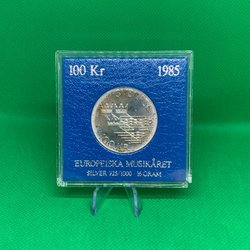 100 Kr 1985
EUROPEISKA MUSIKÅRET
SILVER 925/1000 16 GRAM